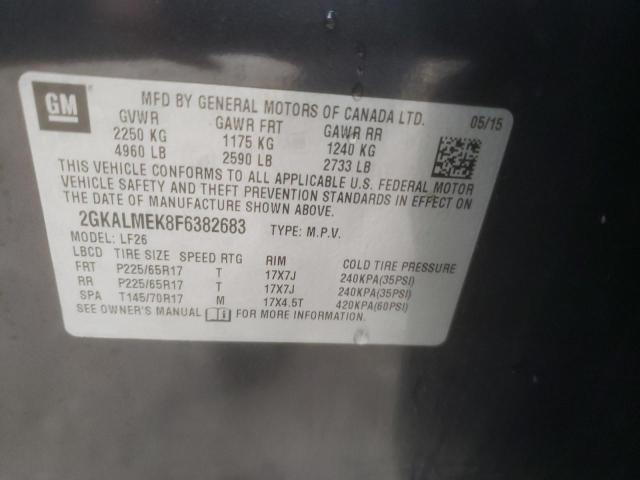 GM
MFD BY GENERAL MOTORS OF CANADA LTD.
05/15
GVWR GAWR FRT GAWR RR
2250 KG 1175 KG 1240 KG
4960 LB 2590 LB 2733 LB
THIS VEHICLE CONFORMS TO ALL APPLICABLE U.S. FEDERAL MOTOR
VEHICLE SAFETY AND THEFT PREVENTION STANDARDS IN EFFECT ON
THE DATE OF MANUFACTURE SHOWN ABOVE.
2GKALMEK8F6382683 TYPE: M.P.V.
MODEL: LF26
LBCD TIRE SIZE SPEED RTG RIM COLD TIRE PRESSURE
FRT P225/65R17 T 17X7J 240KPA(35PSI)
RR P225/65R17 T 17X7J 240KPA(35PSI)
SPA T145/70R17 M 17X4.5T 420KPA(60PSI)
SEE OWNER'S MANUAL FOR MORE INFORMATION.